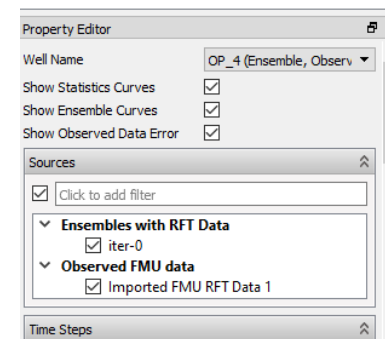 Property Editor
Well Name OP_4 (Ensemble, Observ
Show Statistics Curves
Show Ensemble Curves
Show Observed Data Error
Sources
Click to add filter
Ensembles with RFT Data
iter-0
Observed FMU data
Imported FMU RFT Data 1
Time Steps